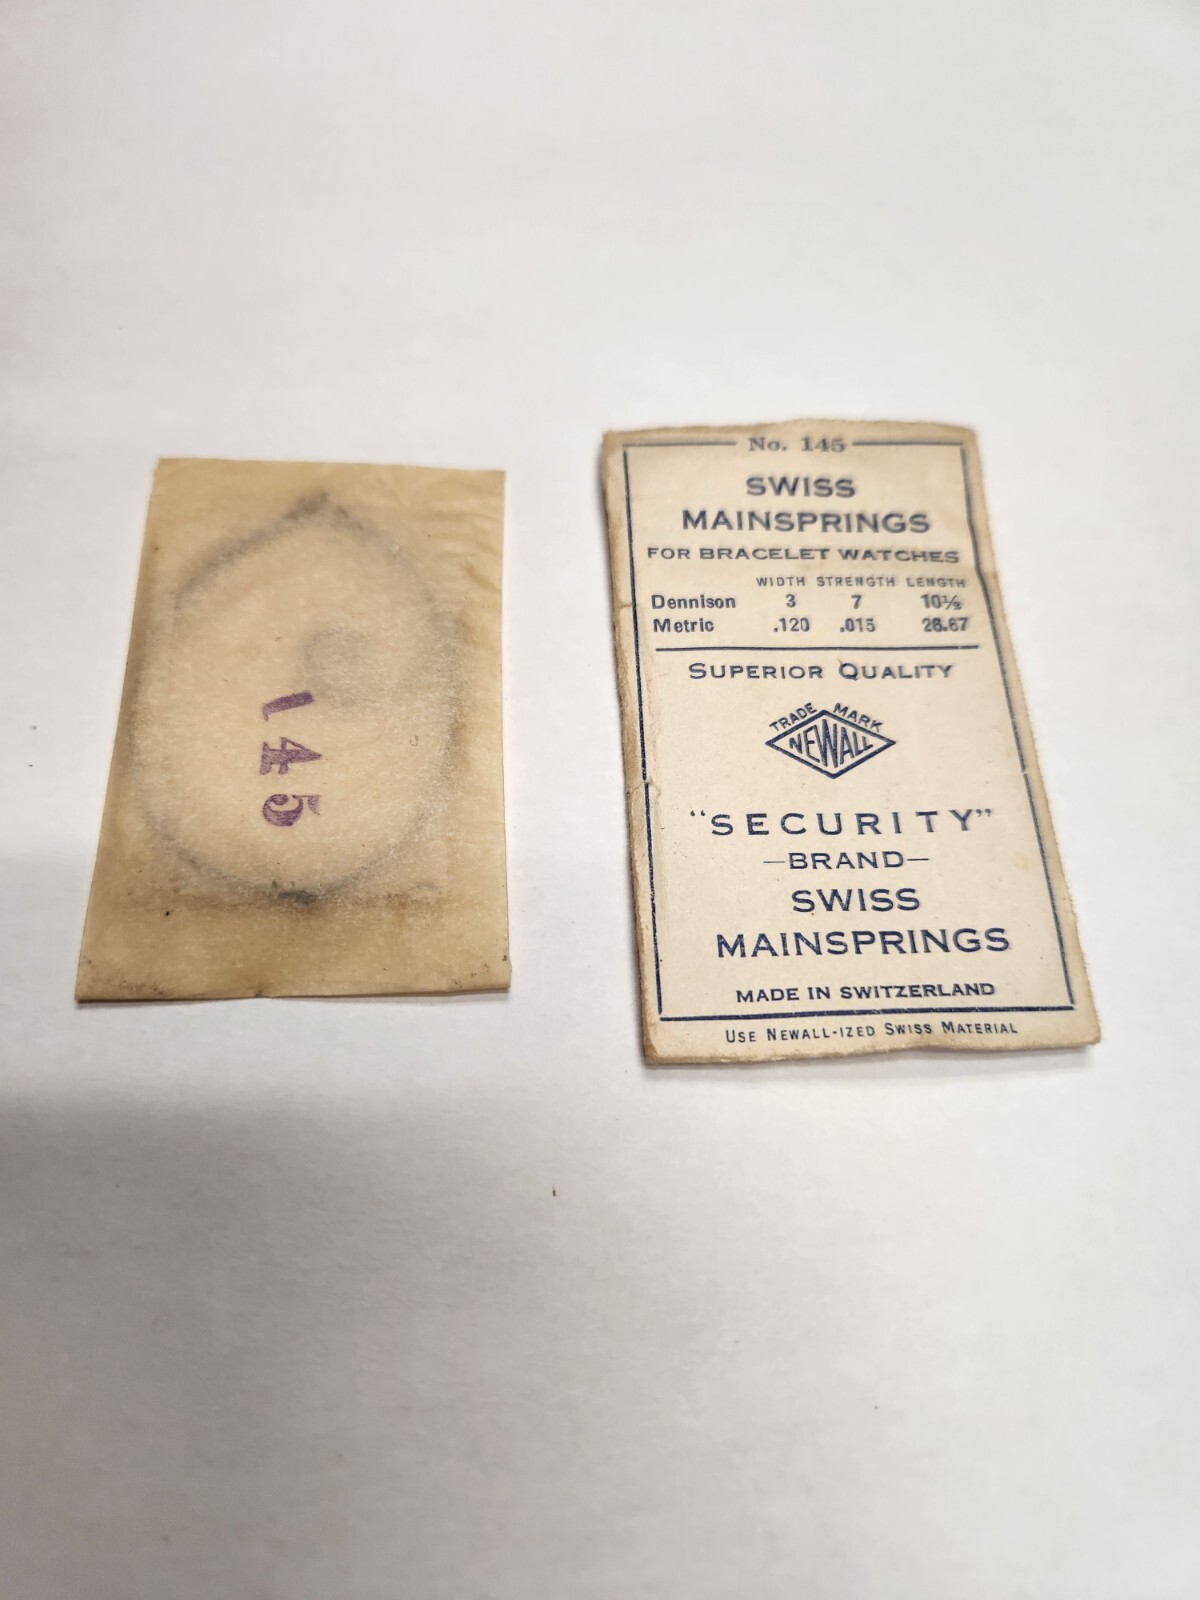 145
No. 145
SWISS
MAINSPRINGS
FOR BRACELET WATCHES
WIDTH STRENGTH LENGTH
Dennison 3 7 10½
Metric .120 .015 26.67
SUPERIOR QUALITY
TRADE MARK
NEWALL
"SECURITY"
—BRAND—
SWISS
MAINSPRINGS
MADE IN SWITZERLAND
USE NEWALL-IZED SWISS MATERIAL